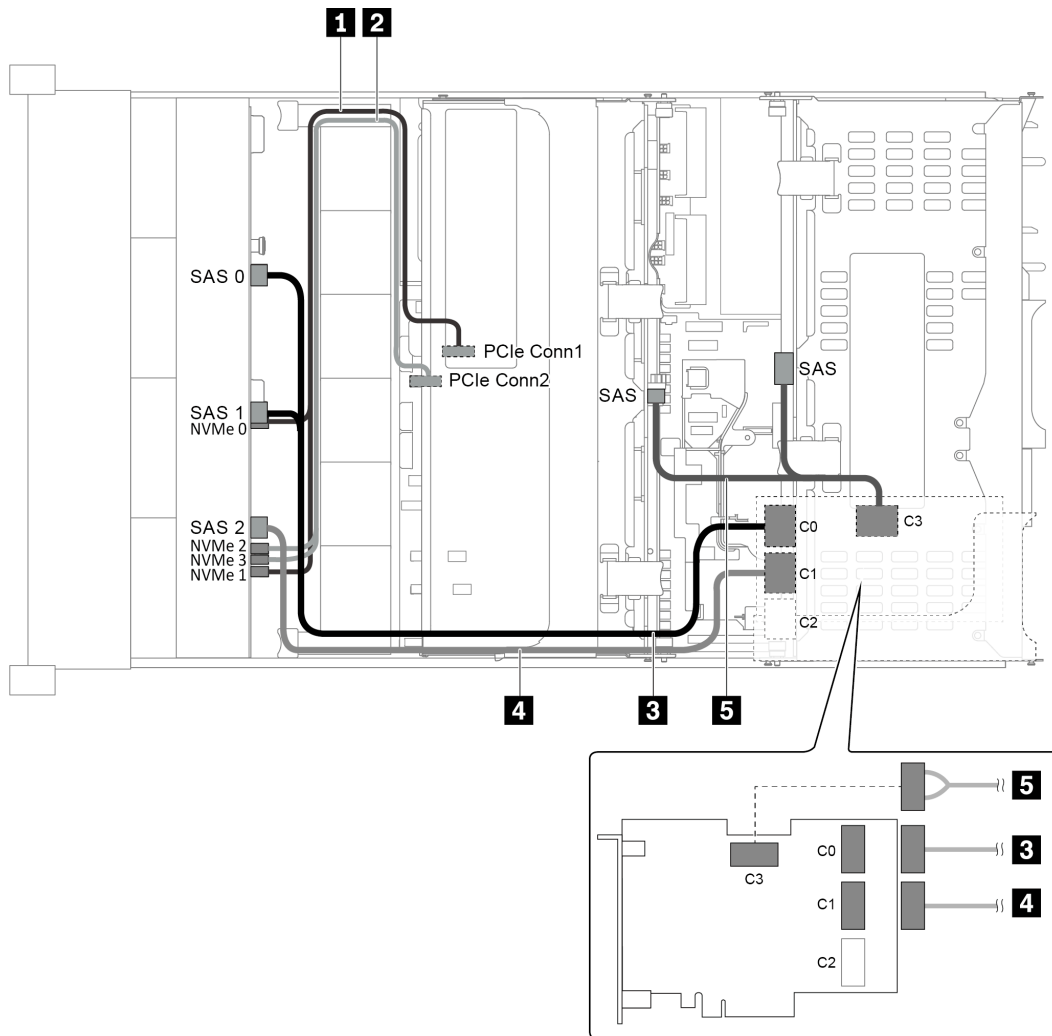 1 2
SAS 0
PCIe Conn1
PCIe Conn2
SAS
SAS
SAS 1
NVMe 0
SAS 2
NVMe 2
NVMe 3
NVMe 1
C0
C3
C1
C2
4 3 5
5
C0
3
C3
C1
4
C2